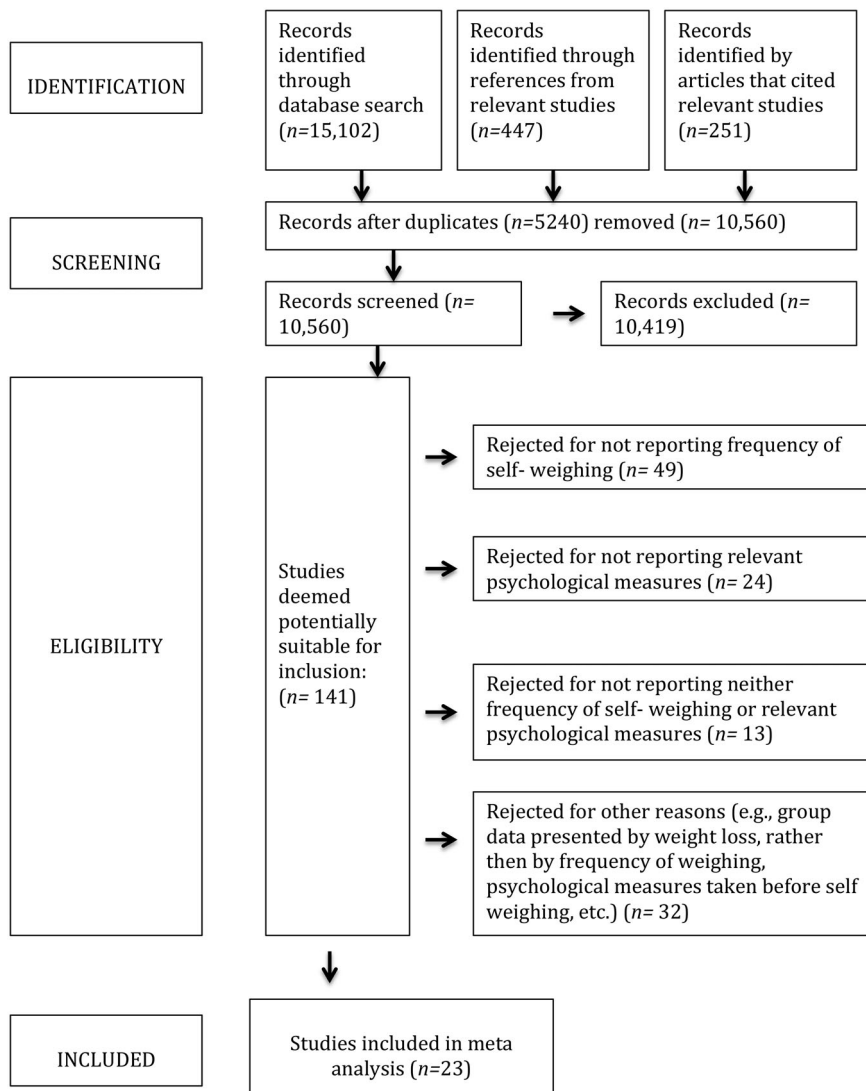 IDENTIFICATION
Records
identified
through
database search
(n=15,102)
Records
identified through
references from
relevant studies
(n=447)
Records
identified by
articles that cited
relevant studies
(n=251)
SCREENING
Records after duplicates (n=5240) removed (n= 10,560)
Records screened (n=
10,560)
Records excluded (n=
10,419)
ELIGIBILITY
Studies
deemed
potentially
suitable for
inclusion:
(n= 141)
Rejected for not reporting frequency of
self- weighing (n= 49)
Rejected for not reporting relevant
psychological measures (n= 24)
Rejected for not reporting neither
frequency of self- weighing or relevant
psychological measures (n= 13)
Rejected for other reasons (e.g., group
data presented by weight loss, rather
then by frequency of weighing,
psychological measures taken before self
weighing, etc.) (n= 32)
INCLUDED
Studies included in meta
analysis (n=23)